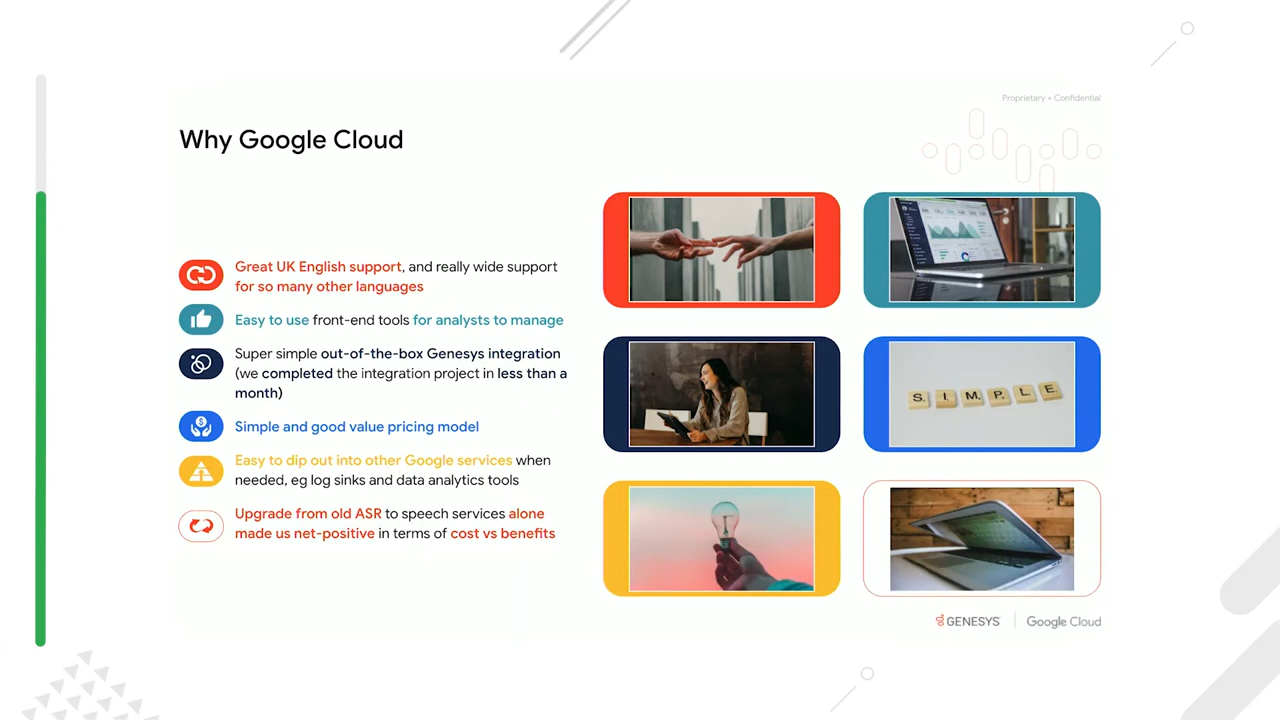 Proprietary + Confidential
Why Google Cloud
Great UK English support, and really wide support
for so many other languages
Easy to use front-end tools for analysts to manage
Super simple out-of-the-box Genesys integration
(we completed the integration project in less than a
month)
Simple and good value pricing model
Easy to dip out into other Google services when
needed, eg log sinks and data analytics tools
Upgrade from old ASR to speech services alone
made us net-positive in terms of cost vs benefits
SIMPLE
GENESYS
Google Cloud